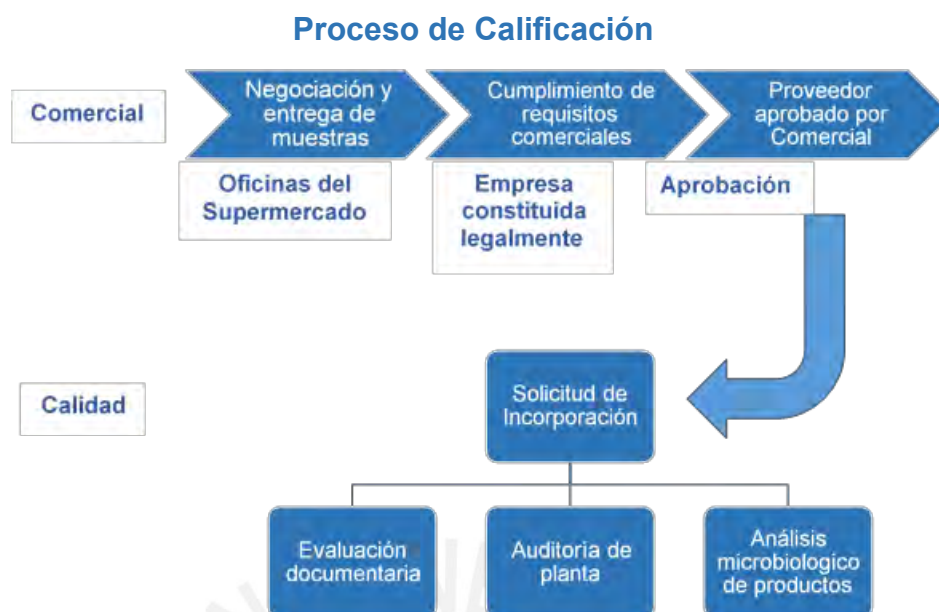 Proceso de Calificación
Comercial
Negociación y
entrega de
muestras
Cumplimiento de
requisitos
comerciales
Proveedor
aprobado por
Comercial
Oficinas del
Supermercado
Empresa
constituida
legalmente
Aprobación
Calidad
Solicitud de
Incorporación
Evaluación
documentaria
Auditoria de
planta
Análisis
microbiologico
de productos